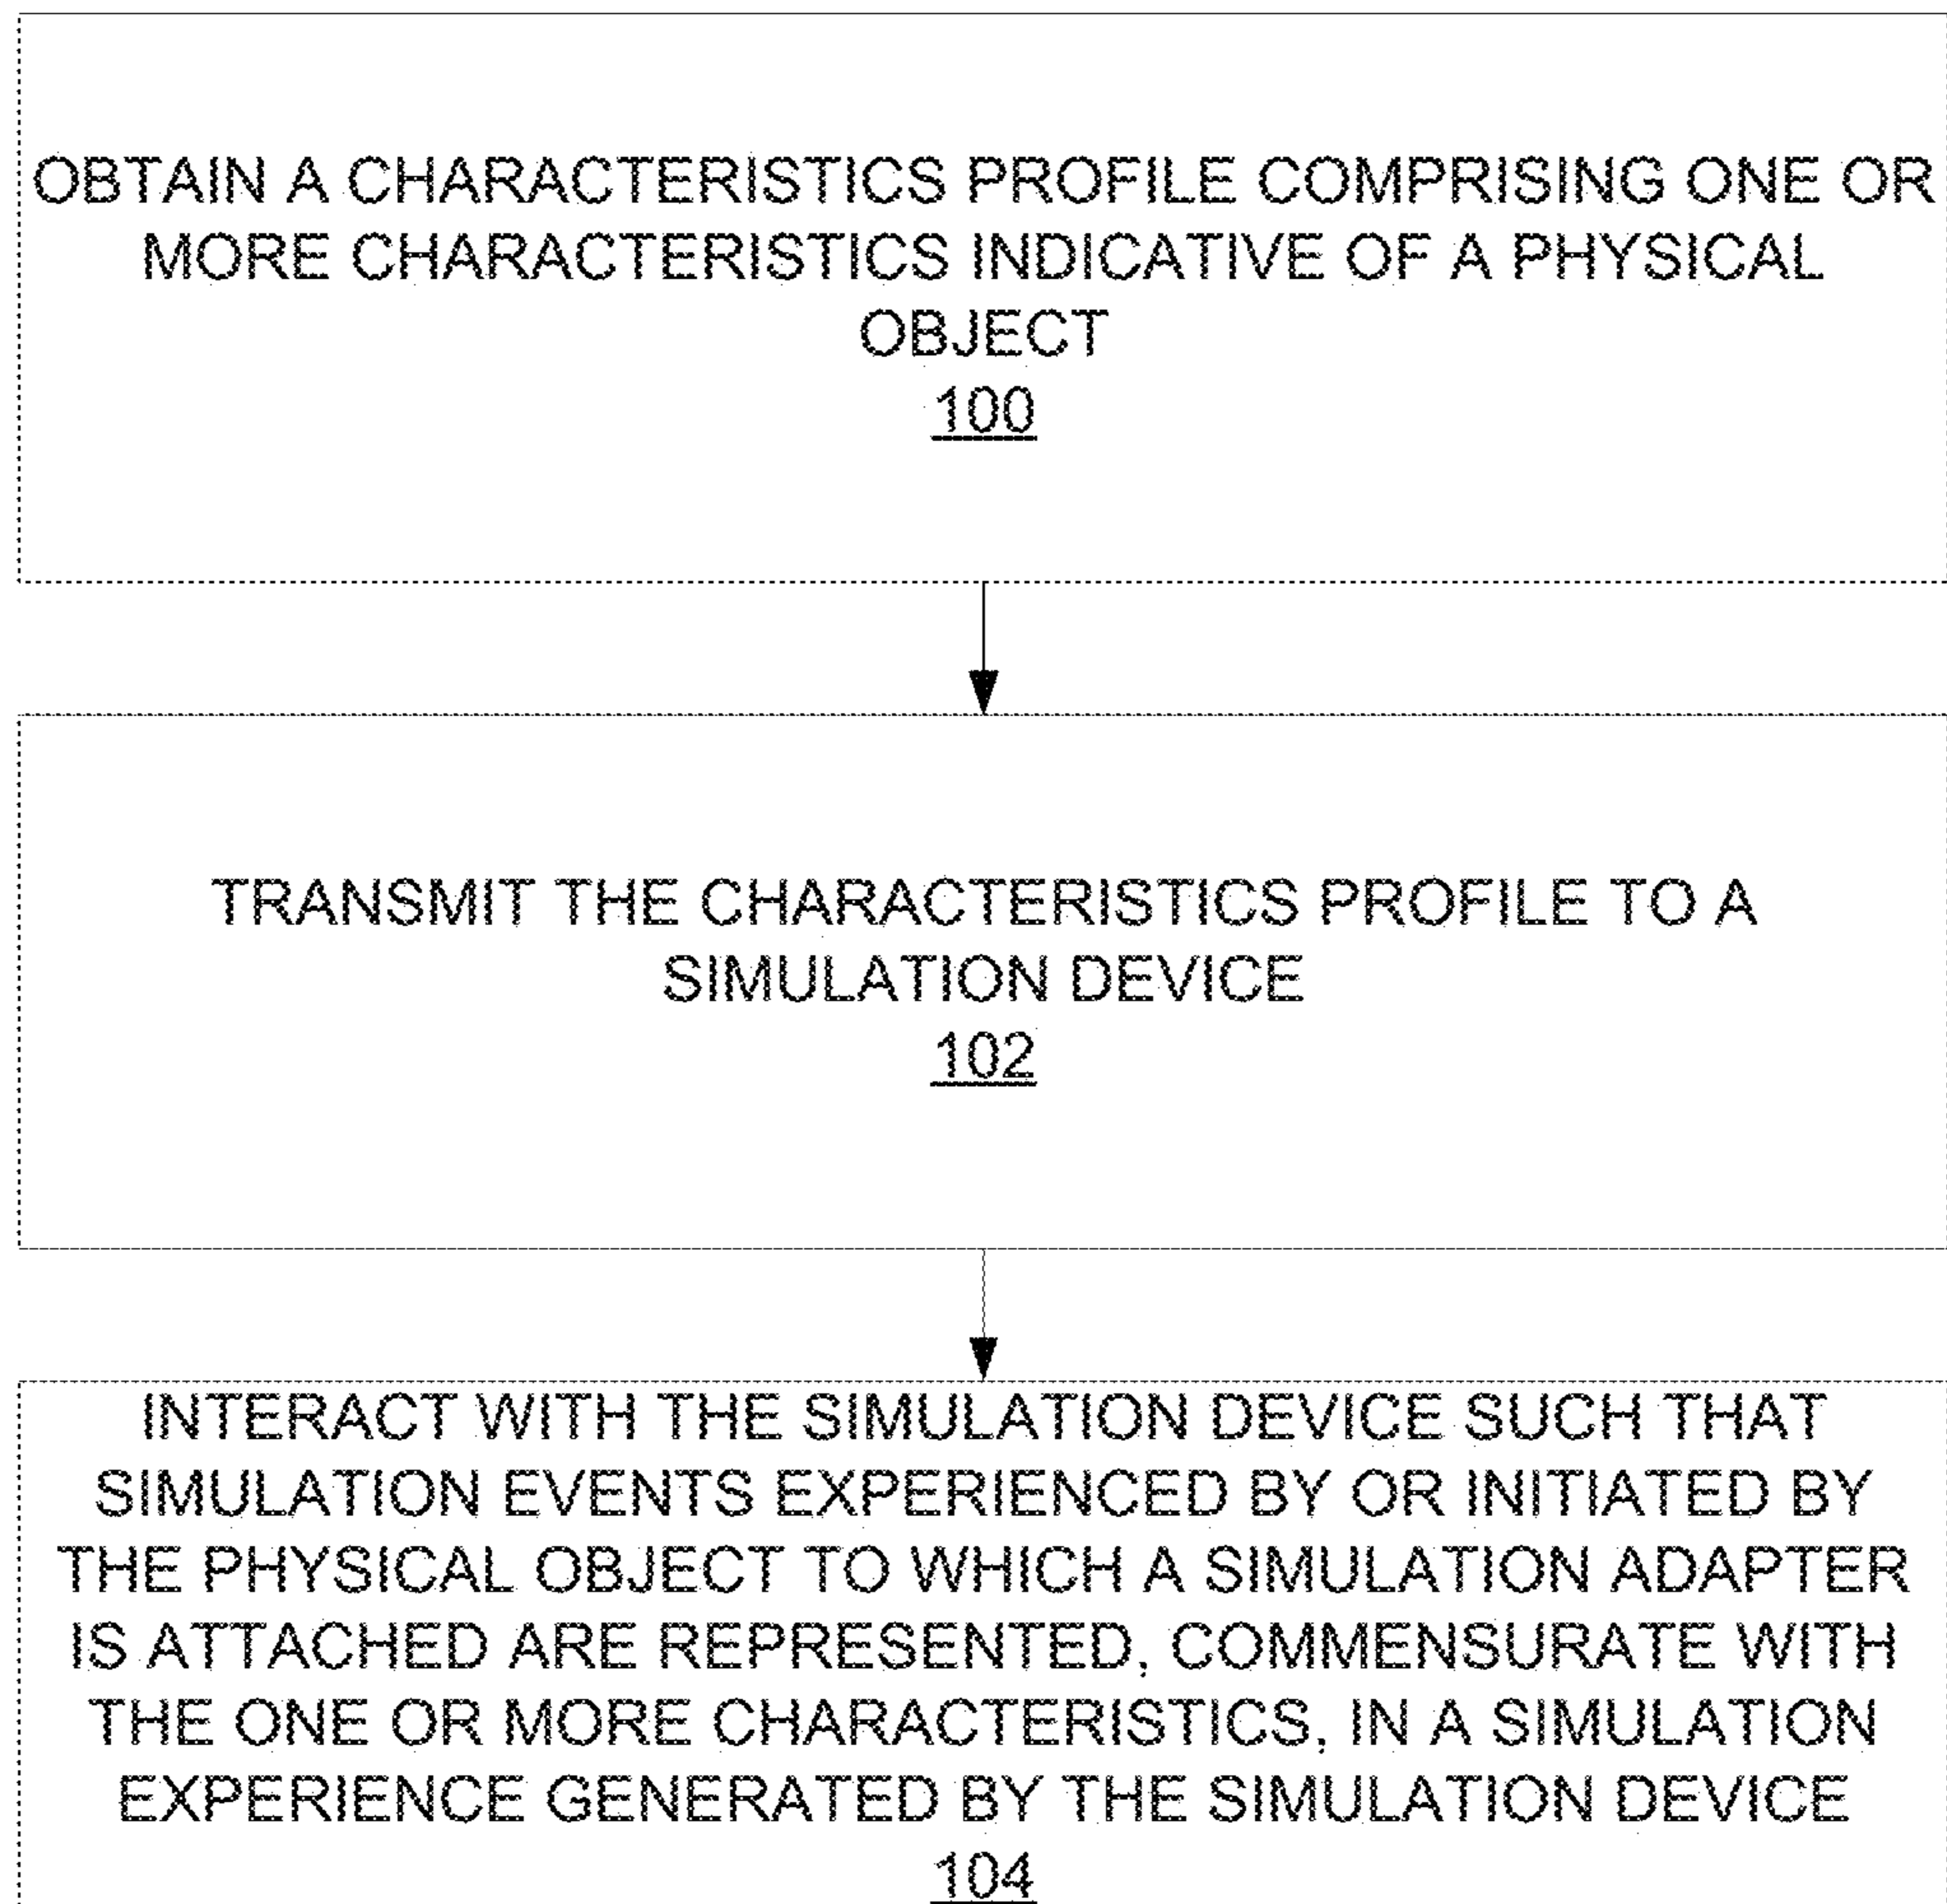 OBTAIN A CHARACTERISTICS PROFILE COMPRISING ONE OR
MORE CHARACTERISTICS INDICATIVE OF A PHYSICAL
OBJECT
100
TRANSMIT THE CHARACTERISTICS PROFILE TO A
SIMULATION DEVICE
102
INTERACT WITH THE SIMULATION DEVICE SUCH THAT
SIMULATION EVENTS EXPERIENCED BY OR INITIATED BY
THE PHYSICAL OBJECT TO WHICH A SIMULATION ADAPTER
IS ATTACHED ARE REPRESENTED, COMMENSURATE WITH
THE ONE OR MORE CHARACTERISTICS, IN A SIMULATION
EXPERIENCE GENERATED BY THE SIMULATION DEVICE
104